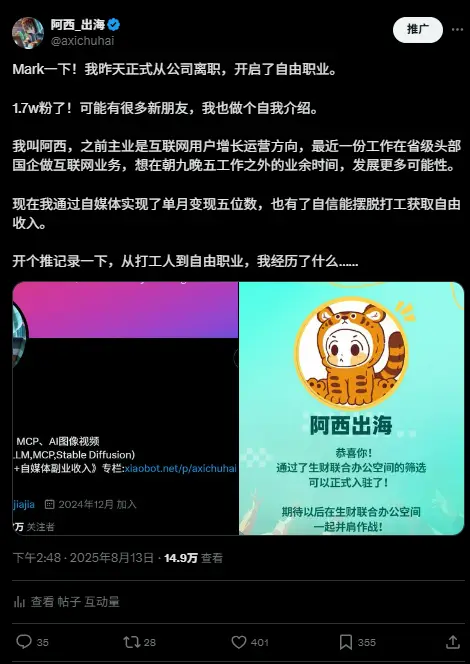 阿西_出海
@axichuhai
推广
Mark一下！我昨天正式从公司离职，开启了自由职业。
1.7w粉了！可能有很多新朋友，我也做个自我介绍。
我叫阿西，之前主业是互联网用户增长运营方向，最近一份工作在省级头部
国企做互联网业务，想在朝九晚五工作之外的业余时间，发展更多可能性。
现在我通过自媒体实现了单月变现五位数，也有了自信能摆脱打工获取自由
收入。
开个推记录一下，从打工人到自由职业，我经历了什么......
MCP、AI图像视频
.LM,MCP,Stable Diffusion)
+自媒体副业收入》专栏:xiaobot.net/p/axichuhai
jiajia 2024年12月 加入
万 关注者
阿西出海
恭喜你！
通过了生财联合办公空间的筛选
可以正式入驻了！
期待以后在生财联合办公空间
一起并肩作战！
下午2:48 · 2025年8月13日 · 14.9万 查看
查看 帖子 互动量
35 28 401 355